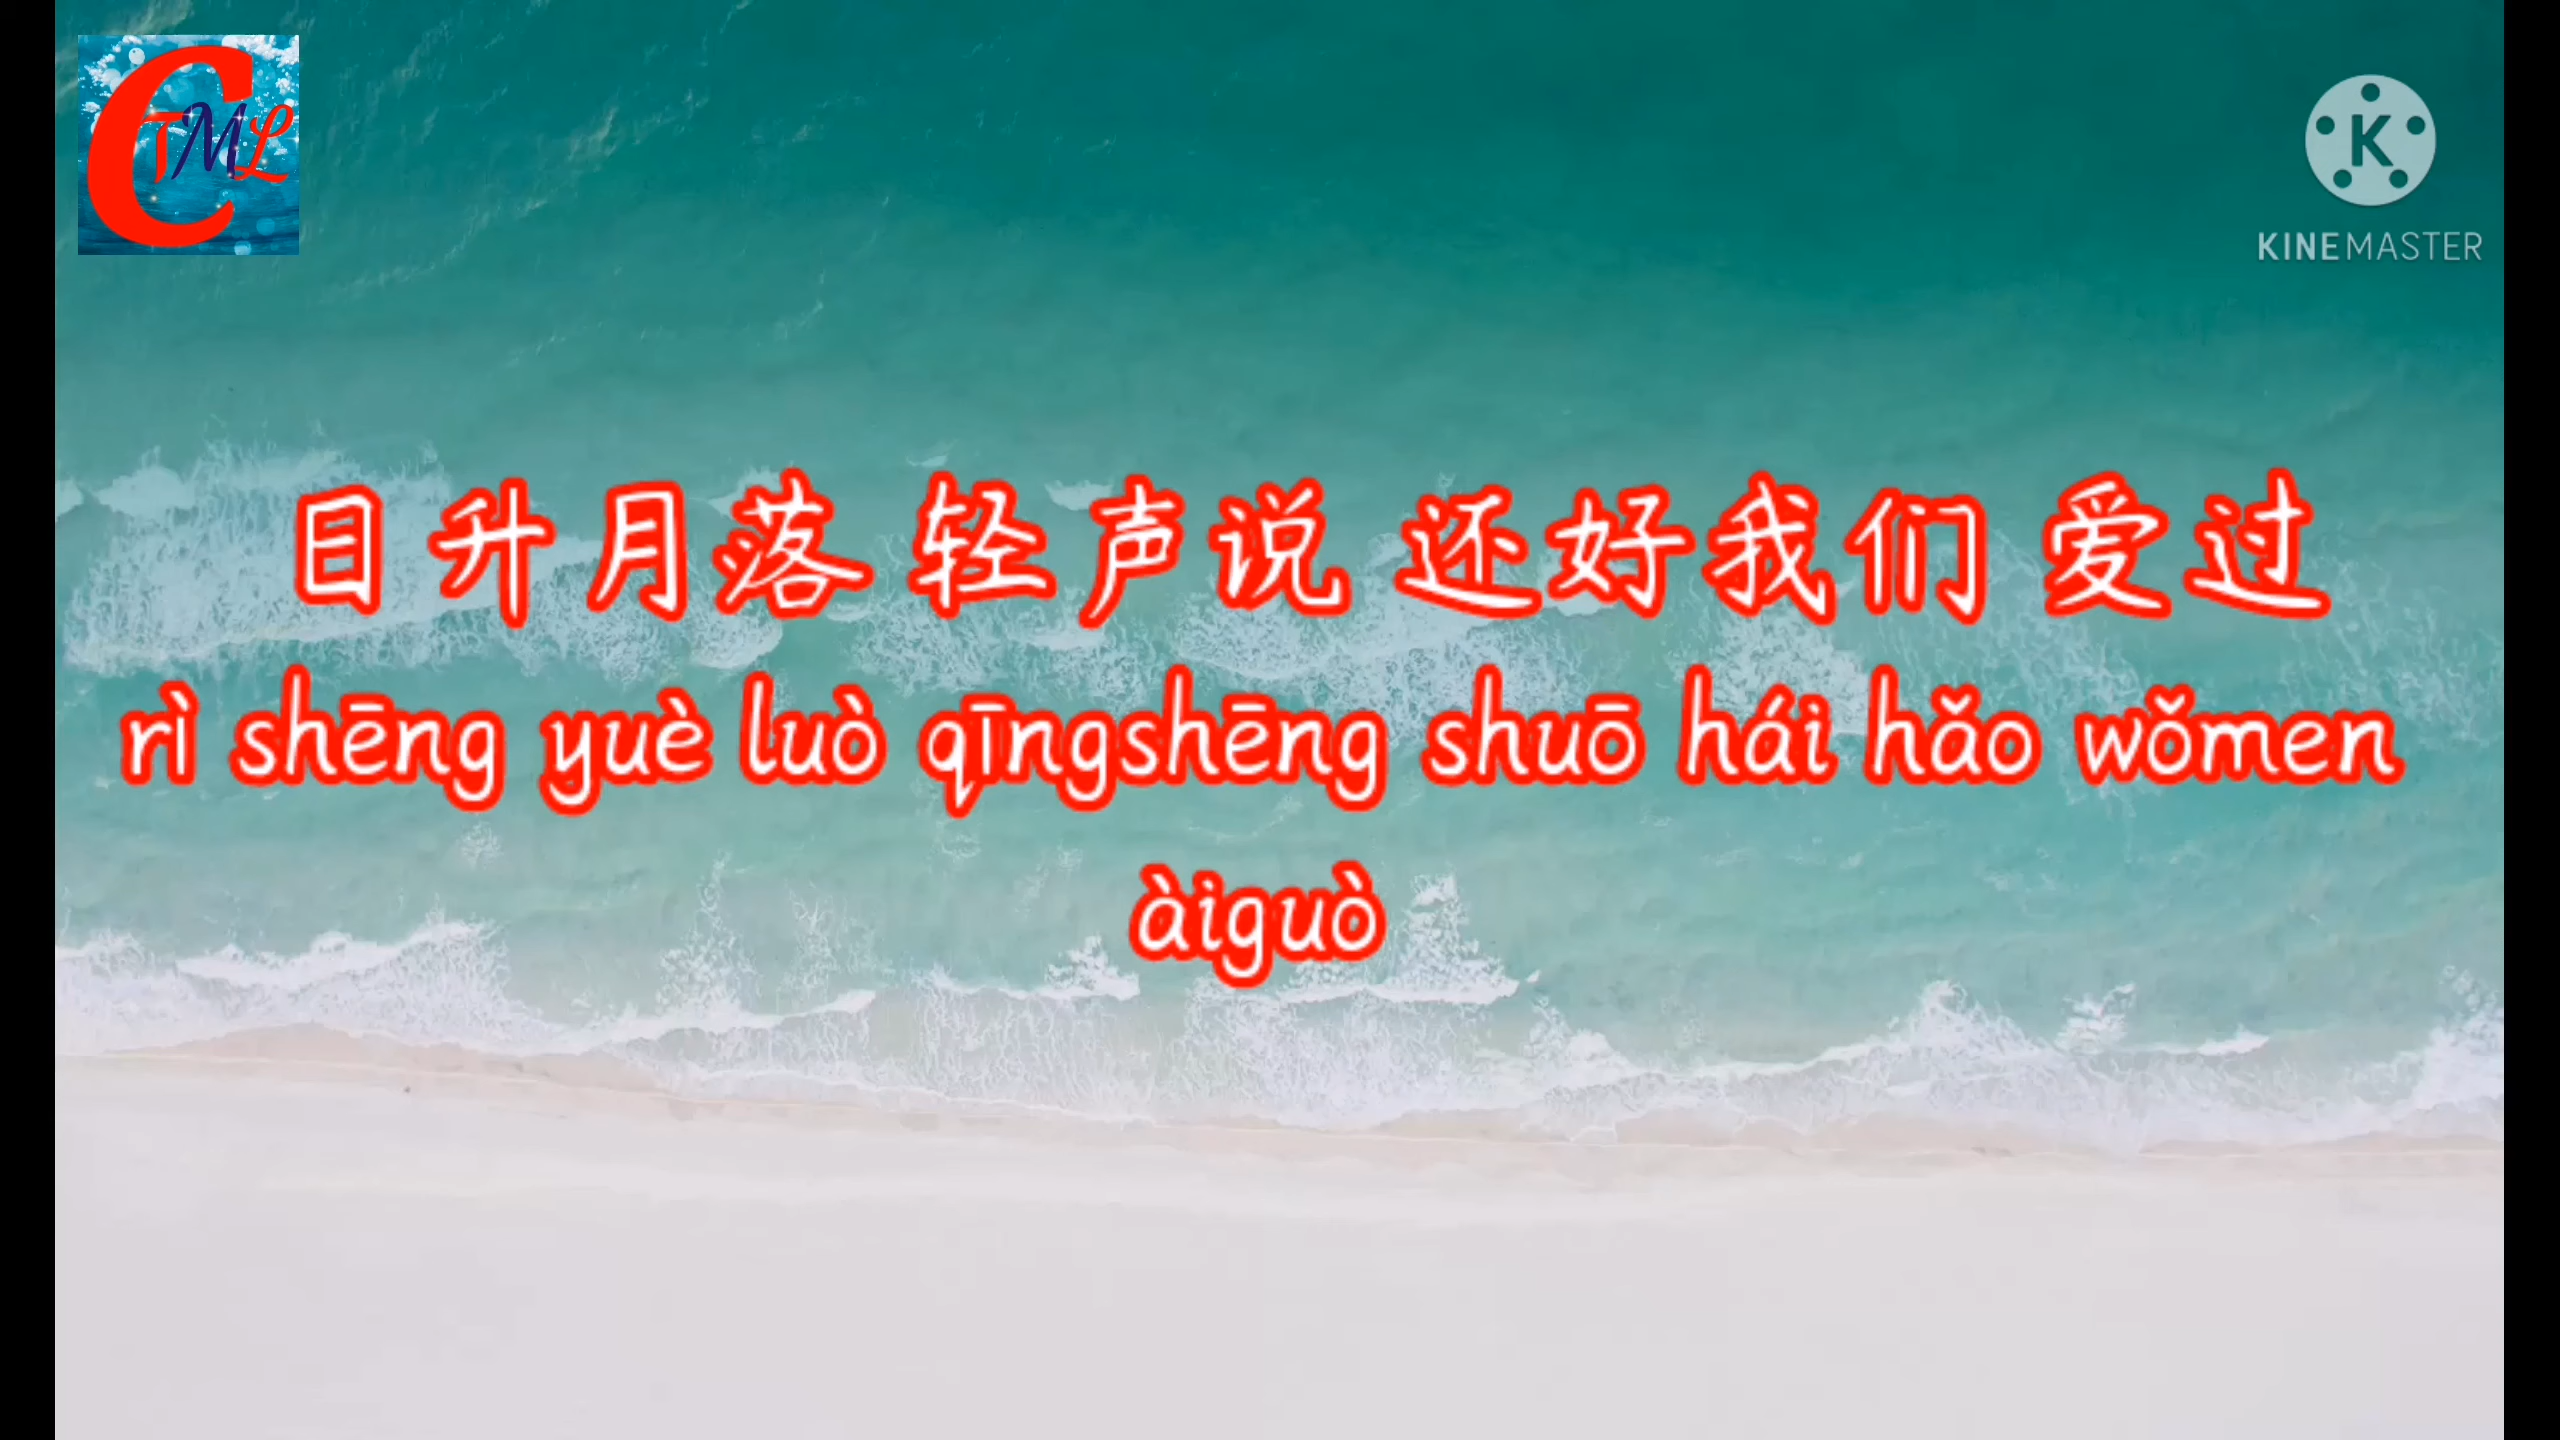 CTML
KINEMASTER
日升月落 轻声说 还好我们 爱过
rì shēng yuè luò qīngshēng shuō hái hǎo wǒmen
àiguò